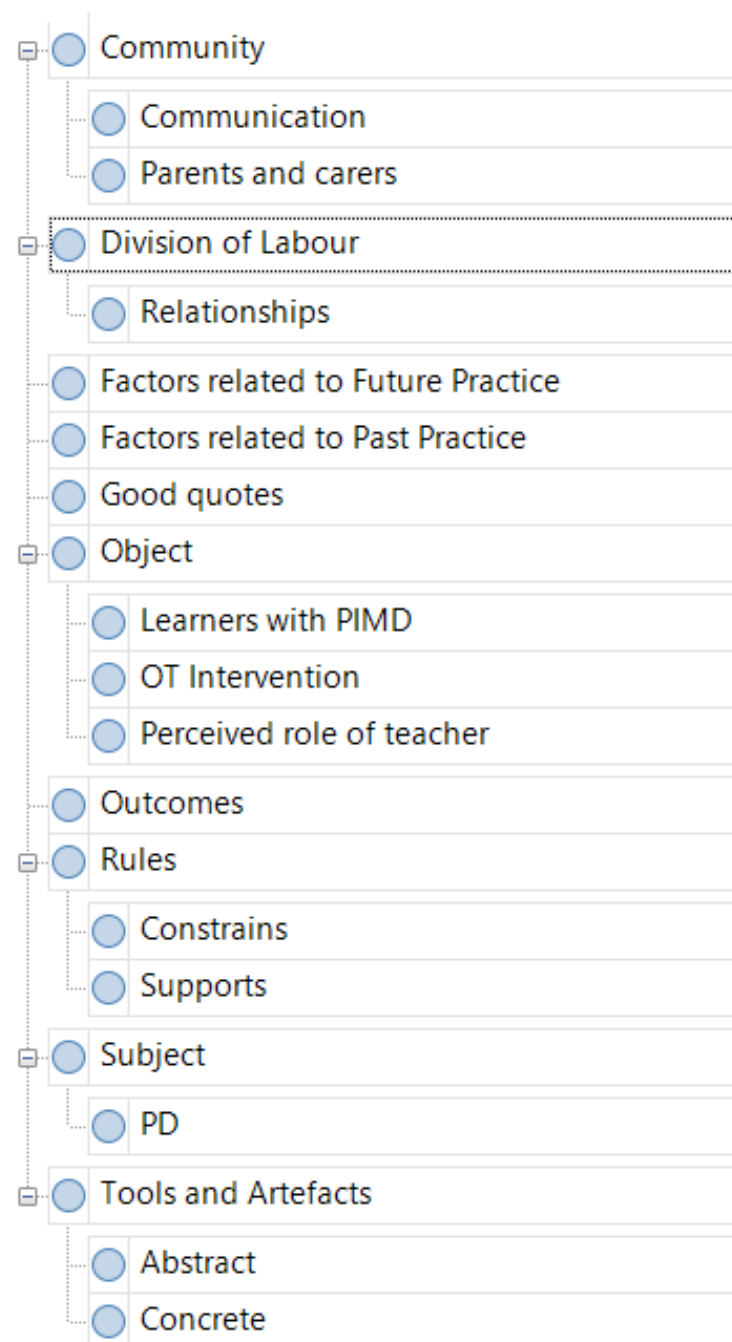 Community
Communication
Parents and carers
Division of Labour
Relationships
Factors related to Future Practice
Factors related to Past Practice
Good quotes
Object
Learners with PIMD
OT Intervention
Perceived role of teacher
Outcomes
Rules
Constrains
Supports
Subject
PD
Tools and Artefacts
Abstract
Concrete